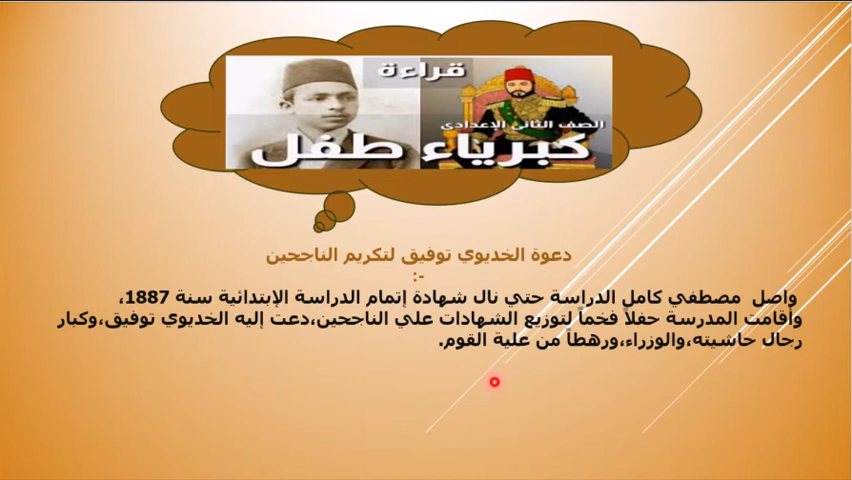 قراءة
الصف الثاني الإعدادى
كبرياء طفل
دعوة الخديوي توفيق لتكريم الناجحين
:-
واصل مصطفي كامل الدراسة حتي نال شهادة إتمام الدراسة الإبتدائية سنة 1887،
وأقامت المدرسة حفلاً فخماً لتوزيع الشهادات علي الناجحين،دعت إليه الخديوي توفيق،وكبار
رجال حاشيته،والوزراء،ورهطاً من علية القوم.